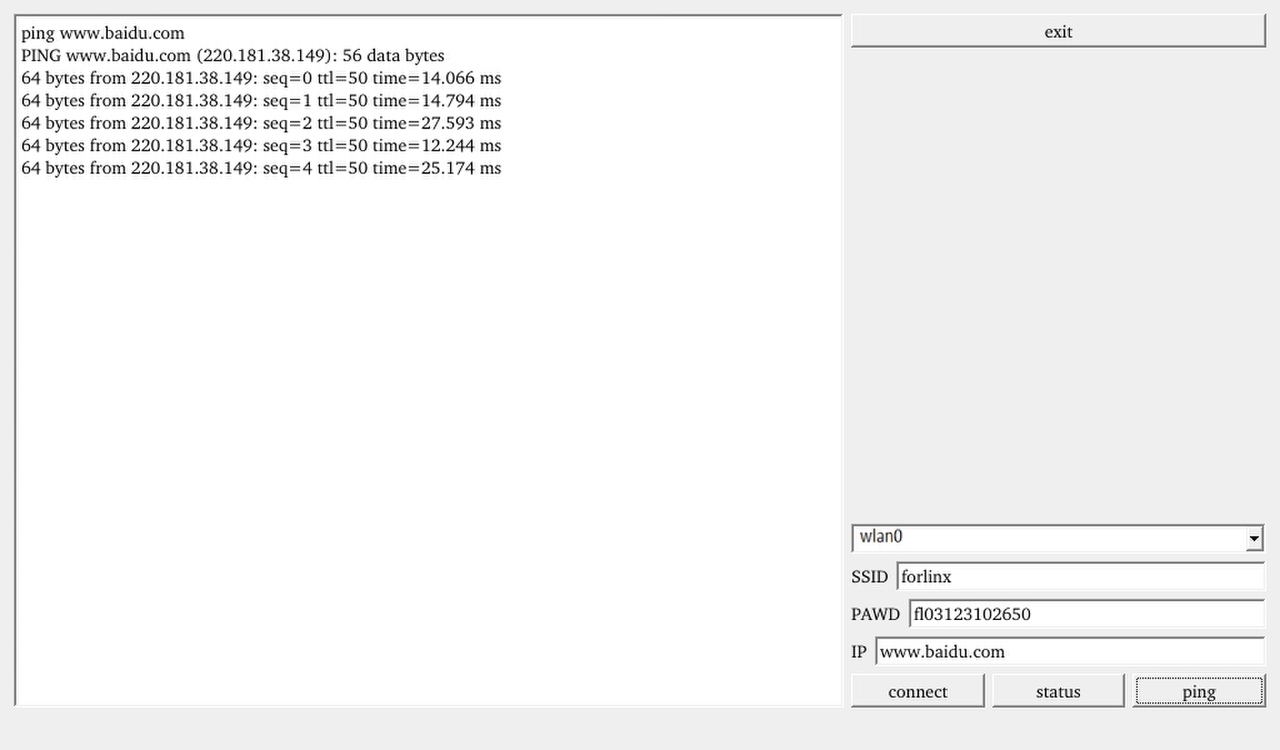 ping www.baidu.com
PING www.baidu.com (220.181.38.149): 56 data bytes
64 bytes from 220.181.38.149: seq=0 ttl=50 time=14.066 ms
64 bytes from 220.181.38.149: seq=1 ttl=50 time=14.794 ms
64 bytes from 220.181.38.149: seq=2 ttl=50 time=27.593 ms
64 bytes from 220.181.38.149: seq=3 ttl=50 time=12.244 ms
64 bytes from 220.181.38.149: seq=4 ttl=50 time=25.174 ms
exit
wlan0
SSID forlinx
PAWD fl03123102650
IP www.baidu.com
connect status ping